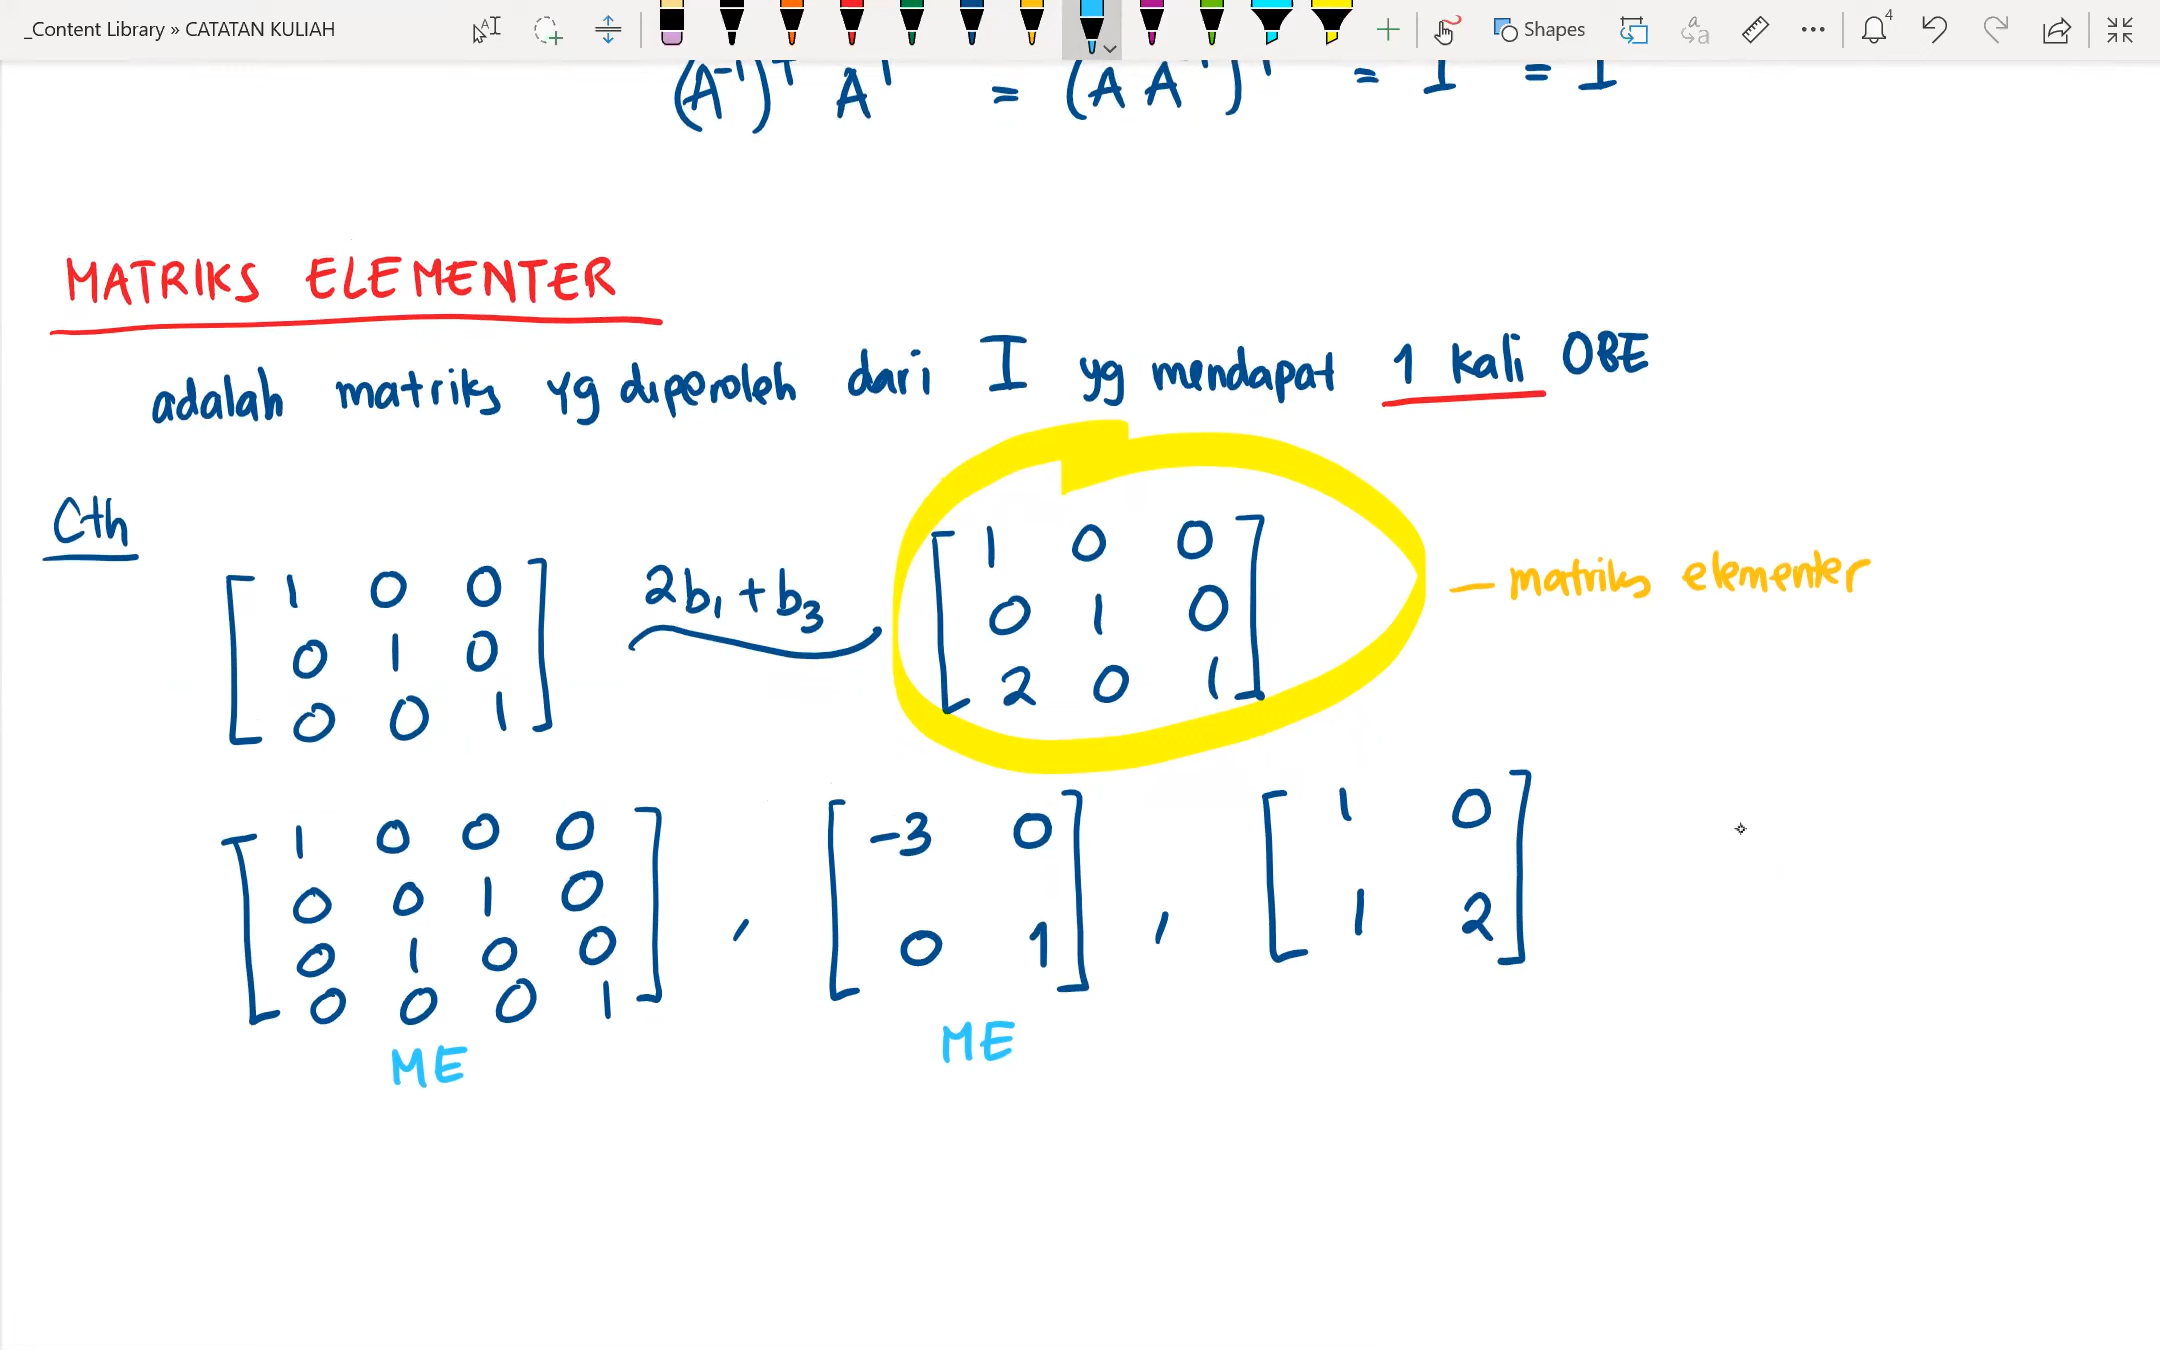 _Content Library » CATATAN KULIAH
Shapes
4
(A⁻¹)ᵀ Aᵀ = (A A⁻¹)ᵀ = I = I
MATRIKS ELEMENTER
adalah matriks yg diperoleh dari I yg mendapat 1 kali OBE
Cth
1 0 0
0 1 0
0 0 1
2b₁ + b₃
1 0 0
0 1 0
2 0 1
— matriks elementer
1 0 0 0
0 0 1 0
0 1 0 0
0 0 0 1
,
-3 0
0 1
,
1 0
1 2
ME
ME